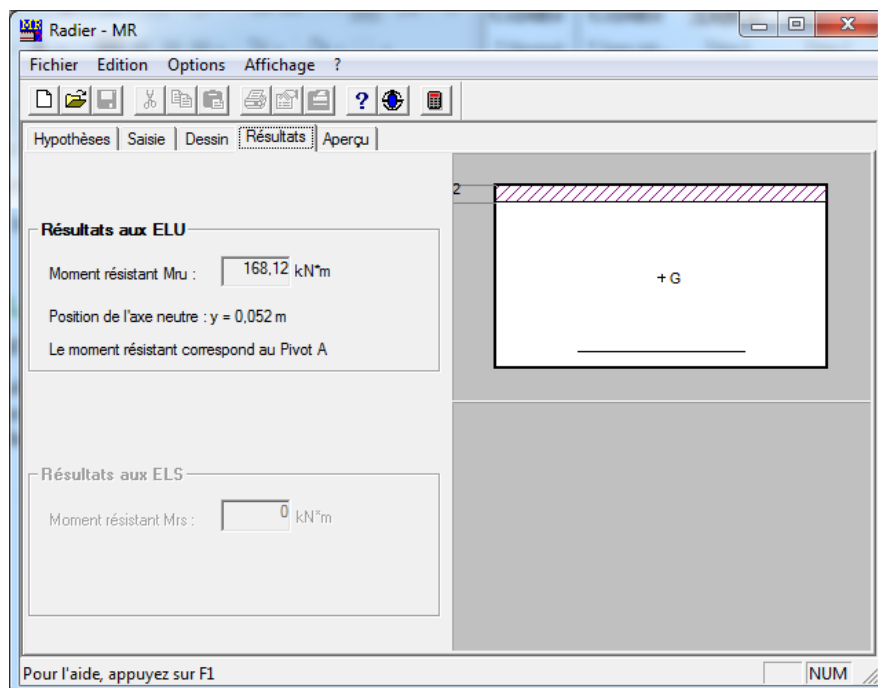 Radier - MR
Fichier Edition Options Affichage ?
Hypothèses Saisie Dessin Résultats Aperçu
2
Résultats aux ELU
Moment résistant Mru : 168,12 kN*m
+ G
Position de l'axe neutre : y = 0,052 m
Le moment résistant correspond au Pivot A
Résultats aux ELS
Moment résistant Mrs : 0 kN*m
Pour l'aide, appuyez sur F1 NUM